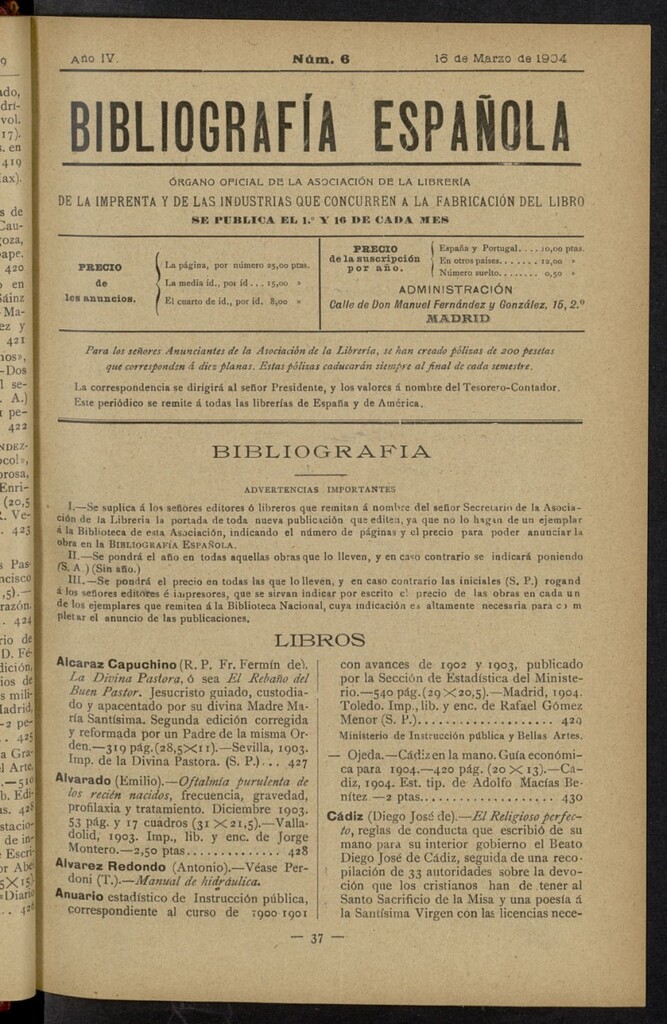 Año IV.
Núm. 6
16 de Marzo de 1904
BIBLIOGRAFÍA ESPAÑOLA
ÓRGANO OFICIAL DE LA ASOCIACIÓN DE LA LIBRERÍA
DE LA IMPRENTA Y DE LAS INDUSTRIAS QUE CONCURREN A LA FABRICACIÓN DEL LIBRO
SE PUBLICA EL 1.º Y 16 DE CADA MES
PRECIO
de
los anuncios.
La página, por número 25,00 ptas.
La media íd., por íd ... 15,00 »
El cuarto de íd., por íd. 8,00 »
PRECIO
de la suscripción
por año.
España y Portugal.... 10,00 ptas.
En otros países....... 12,00 »
Número suelto........ 0,50 »
ADMINISTRACIÓN
Calle de Don Manuel Fernández y González, 15, 2.º
MADRID
Para los señores Anunciantes de la Asociación de la Librería, se han creado pólizas de 200 pesetas
que corresponden á diez planas. Estas pólizas caducarán siempre al final de cada semestre.
La correspondencia se dirigirá al señor Presidente, y los valores á nombre del Tesorero-Contador.
Este periódico se remite á todas las librerías de España y de América.
BIBLIOGRAFIA
ADVERTENCIAS IMPORTANTES
I.—Se suplica á los señores editores ó libreros que remitan á nombre del señor Secretario de la Asocia-
ción de la Libreria la portada de toda nueva publicación que editen, ya que no lo hagan de un ejemplar
á la Biblioteca de esta Asociación, indicando el número de páginas y el precio para poder anunciar la
obra en la BIBLIOGRAFÍA ESPAÑOLA.
II.—Se pondrá el año en todas aquellas obras que lo lleven, y en caso contrario se indicará poniendo
(S. A ) (Sin año.)
III.—Se pondrá el precio en todas las que lo lleven, y en caso contrario las iniciales (S. P.) rogand
á los señores editores é impresores, que se sirvan indicar por escrito el precio de las obras en cada un
de los ejemplares que remiten á la Biblioteca Nacional, cuya indicación es altamente necesaria para com
pletar el anuncio de las publicaciones.
LIBROS
Alcaraz Capuchino (R. P. Fr. Fermín de).
La Divina Pastora, ó sea El Rebaño del
Buen Pastor. Jesucristo guiado, custodia-
do y apacentado por su divina Madre Ma
ría Santísima. Segunda edición corregida
y reformada por un Padre de la misma Or
den.—319 pág. (28,5×11).—Sevilla, 1903.
Imp. de la Divina Pastora. (S. P.)... 427
Alvarado (Emilio).—Oftalmía purulenta de
los recién nacidos, frecuencia, gravedad,
profilaxia y tratamiento. Diciembre 1903.
53 pág. y 17 cuadros (31×21,5).—Valla-
dolid, 1903. Imp., lib. y enc. de Jorge
Montero.—2,50 ptas.................. 428
Alvarez Redondo (Antonio).—Véase Per-
doni (T.).—Manual de hidráulica.
Anuario estadístico de Instrucción pública,
correspondiente al curso de 1900 1901
con avances de 1902 y 1903, publicado
por la Sección de Estadística del Ministe-
rio.—540 pág. (29×20,5).—Madrid, 1904.
Toledo. Imp., lib. y enc. de Rafael Gómez
Menor (S. P.)........................ 429
Ministerio de Instrucción pública y Bellas Artes.
— Ojeda.—Cádiz en la mano. Guía económi-
ca para 1904.—420 pág. (20×13).—Ca-
diz, 1904. Est. tip. de Adolfo Macías Be-
nítez —2 ptas........................ 430
Cádiz (Diego José de).—El Religioso perfec-
to, reglas de conducta que escribió de su
mano para su interior gobierno el Beato
Diego José de Cádiz, seguida de una reco-
pilación de 33 autoridades sobre la devo-
ción que los cristianos han de tener al
Santo Sacrificio de la Misa y una poesía á
la Santísima Virgen con las licencias nece-
— 37 —